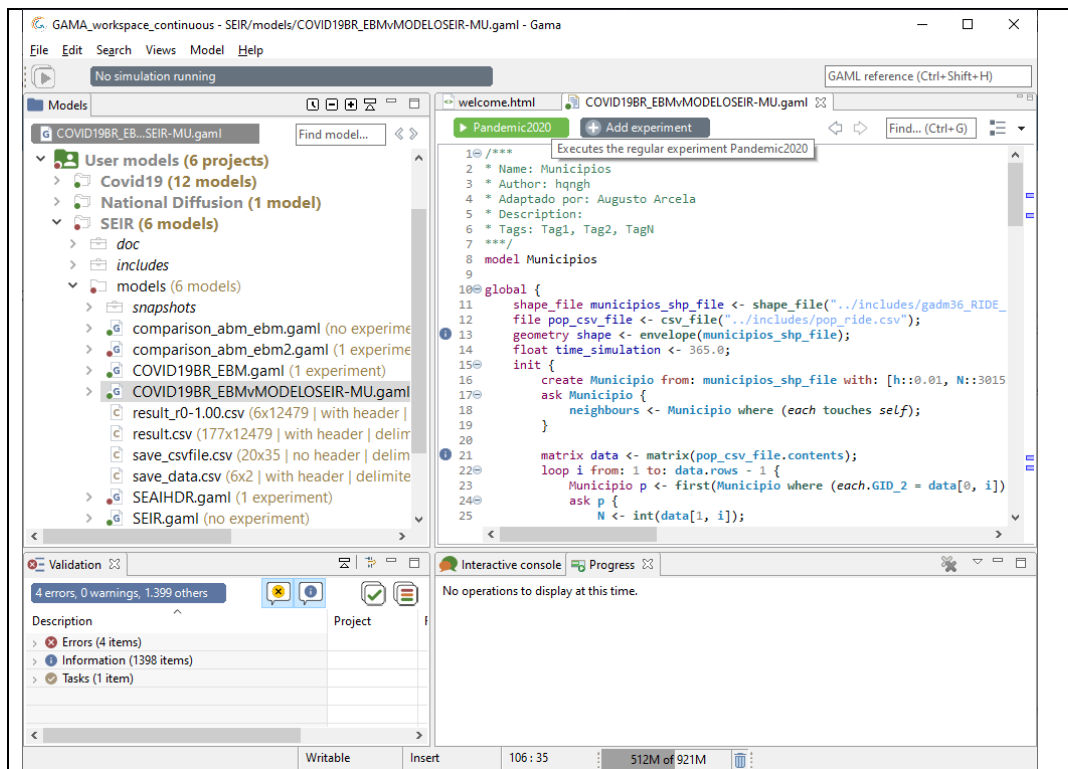 GAMA_workspace_continuous - SEIR/models/COVID19BR_EBMvMODELOSEIR-MU.gaml - Gama
File Edit Search Views Model Help
No simulation running
GAML reference (Ctrl+Shift+H)
Models
COVID19BR_EB...SEIR-MU.gaml
Find model...
User models (6 projects)
Covid19 (12 models)
National Diffusion (1 model)
SEIR (6 models)
doc
includes
models (6 models)
snapshots
comparison_abm_ebm.gaml (no experime
comparison_abm_ebm2.gaml (1 experime
COVID19BR_EBM.gaml (1 experiment)
COVID19BR_EBMvMODELOSEIR-MU.gaml
result_r0-1.00.csv (6x12479 | with header |
result.csv (177x12479 | with header | delim
save_csvfile.csv (20x35 | no header | delim
save_data.csv (6x2 | with header | delimite
SEAIHDR.gaml (1 experiment)
SEIR.gaml (no experiment)
welcome.html
COVID19BR_EBMvMODELOSEIR-MU.gaml
Pandemic2020
Add experiment
Find... (Ctrl+G)
Executes the regular experiment Pandemic2020
1 /***
2 * Name: Municipios
3 * Author: hqngh
4 * Adaptado por: Augusto Arcela
5 * Description:
6 * Tags: Tag1, Tag2, TagN
7 ***/
8 model Municipios
9
10 global {
11 shape_file municipios_shp_file <- shape_file("../includes/gadm36_RIDE_
12 file pop_csv_file <- csv_file("../includes/pop_ride.csv");
13 geometry shape <- envelope(municipios_shp_file);
14 float time_simulation <- 365.0;
15 init {
16 create Municipio from: municipios_shp_file with: [h::0.01, N::3015
17 ask Municipio {
18 neighbours <- Municipio where (each touches self);
19 }
20
21 matrix data <- matrix(pop_csv_file.contents);
22 loop i from: 1 to: data.rows - 1 {
23 Municipio p <- first(Municipio where (each.GID_2 = data[0, i])
24 ask p {
25 N <- int(data[1, i]);
Validation
4 errors, 0 warnings, 1.399 others
Description Project F
Errors (4 items)
Information (1398 items)
Tasks (1 item)
Interactive console
Progress
No operations to display at this time.
Writable Insert 106 : 35 512M of 921M